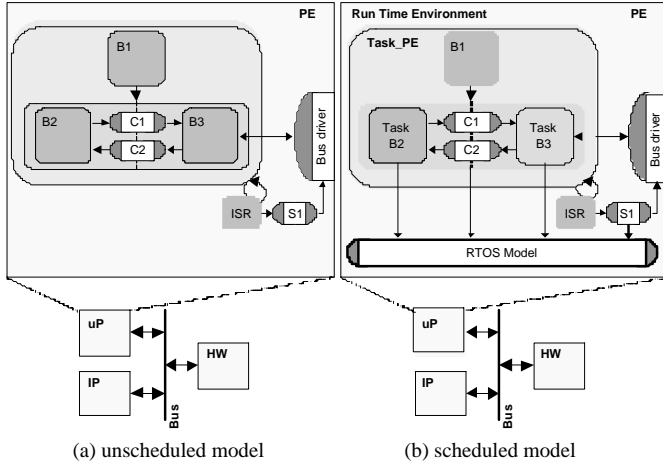 PE
B1
B2
C1
B3
C2
Bus driver
ISR
S1
uP
HW
IP
Bus
(a) unscheduled model
Run Time Environment
PE
Task_PE
B1
Task
B2
C1
Task
B3
C2
Bus driver
ISR
S1
RTOS Model
uP
HW
IP
Bus
(b) scheduled model